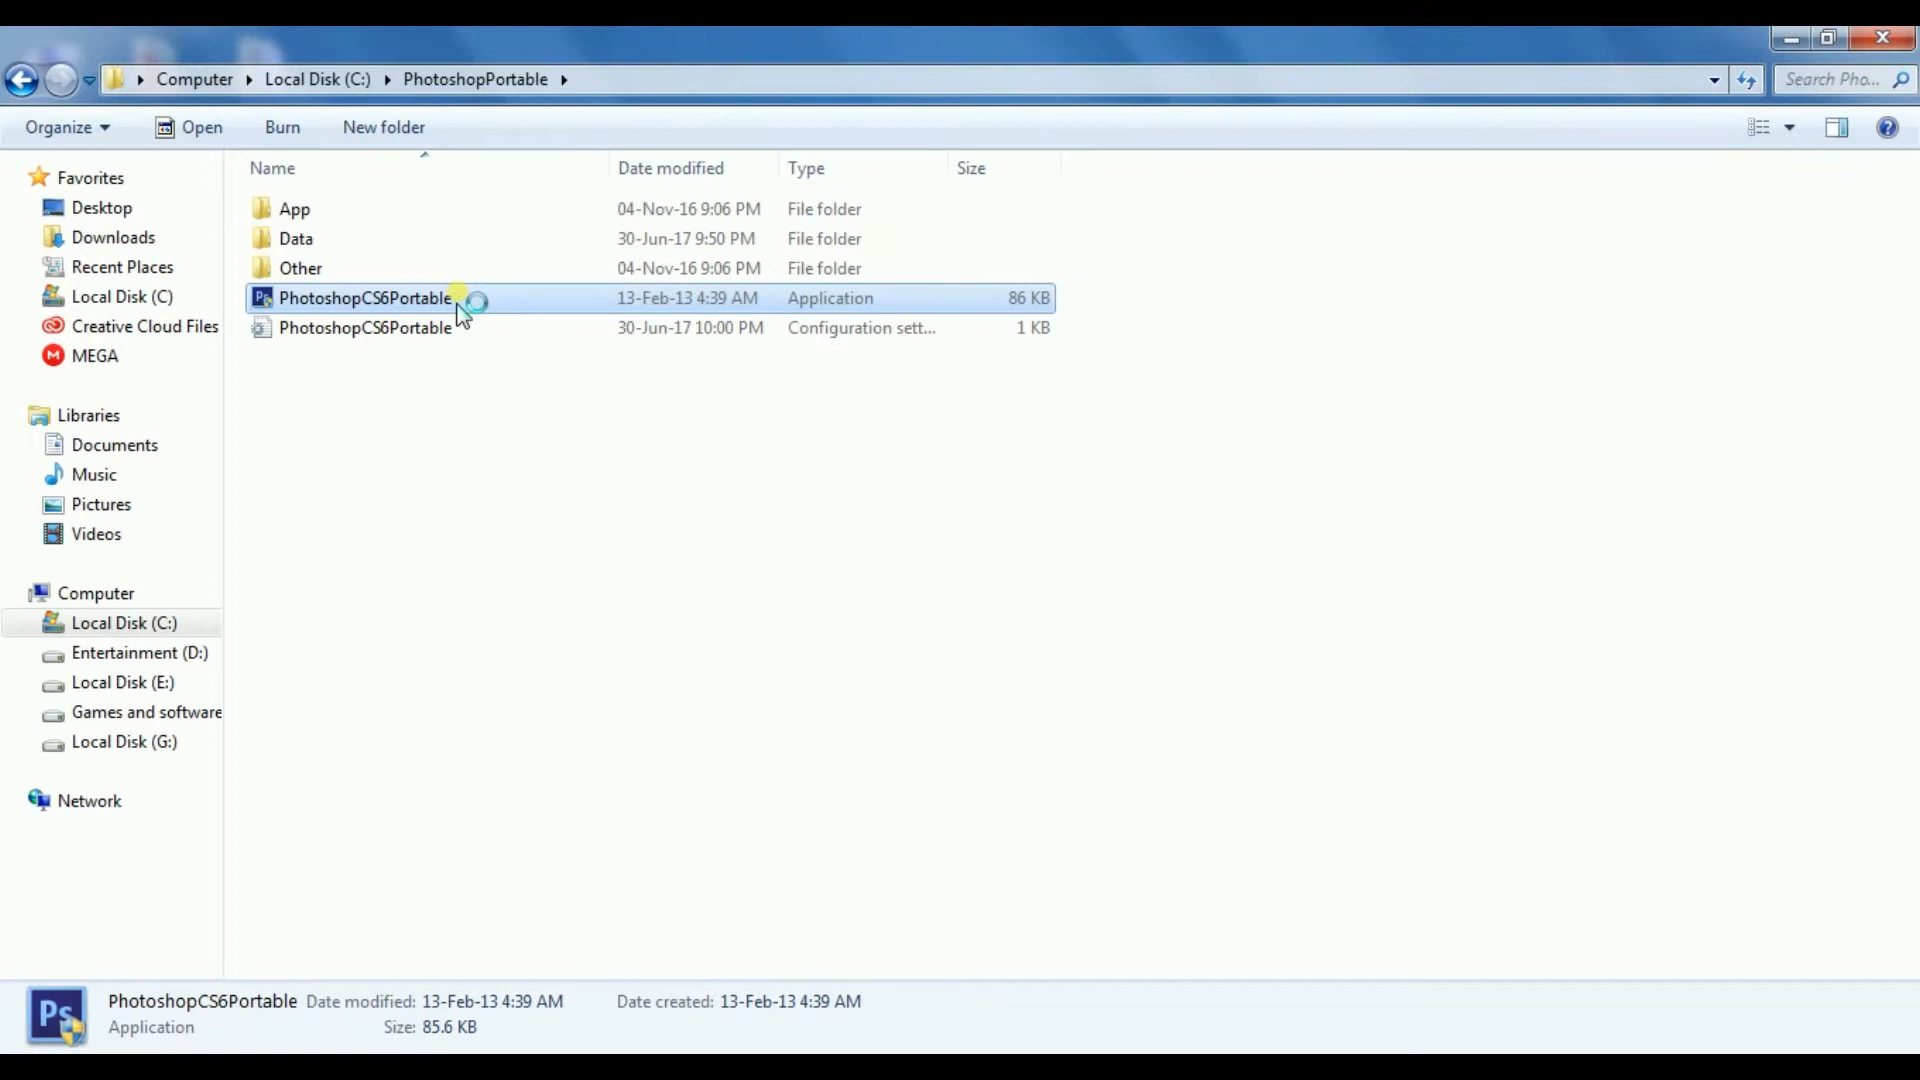 Computer Local Disk (C:) PhotoshopPortable Search Pho...
Organize Open Burn New folder
Name Date modified Type Size
App 04-Nov-16 9:06 PM File folder
Data 30-Jun-17 9:50 PM File folder
Other 04-Nov-16 9:06 PM File folder
PhotoshopCS6Portable 13-Feb-13 4:39 AM Application 86 KB
PhotoshopCS6Portable 30-Jun-17 10:00 PM Configuration sett... 1 KB
Favorites
Desktop
Downloads
Recent Places
Local Disk (C)
Creative Cloud Files
MEGA
Libraries
Documents
Music
Pictures
Videos
Computer
Local Disk (C:)
Entertainment (D:)
Local Disk (E:)
Games and software
Local Disk (G:)
Network
Ps
PhotoshopCS6Portable Date modified: 13-Feb-13 4:39 AM Date created: 13-Feb-13 4:39 AM
Application Size: 85.6 KB